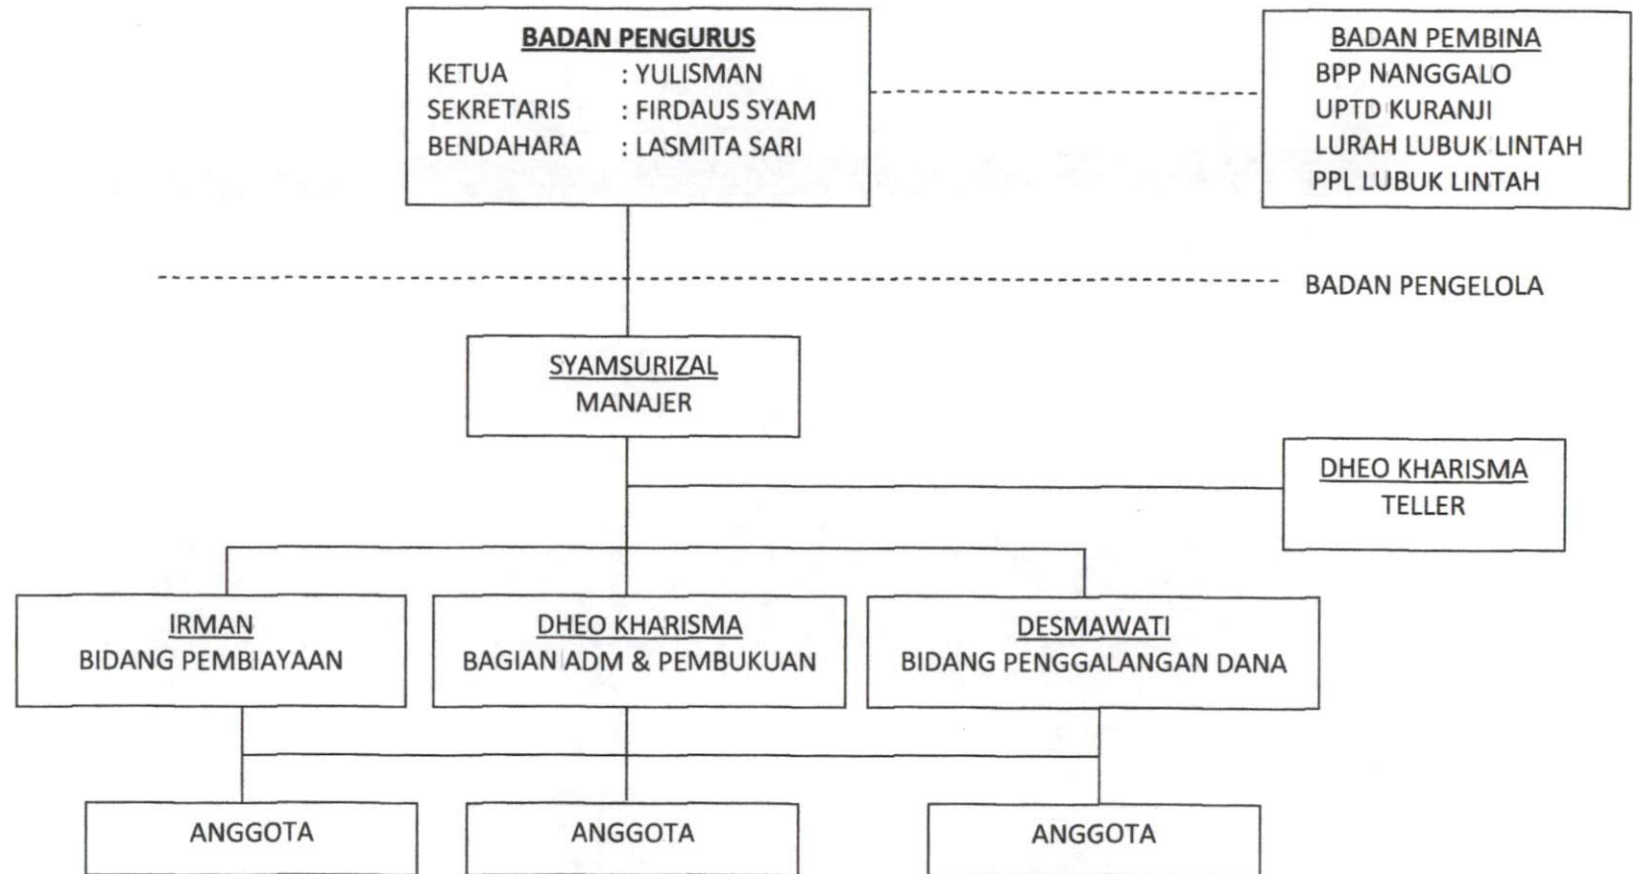 BADAN PENGURUS
KETUA : YULISMAN
SEKRETARIS : FIRDAUS SYAM
BENDAHARA : LASMITA SARI
BADAN PEMBINA
BPP NANGGALO
UPTD KURANJI
LURAH LUBUK LINTAH
PPL LUBUK LINTAH
BADAN PENGELOLA
SYAMSURIZAL
MANAJER
DHEO KHARISMA
TELLER
IRMAN
BIDANG PEMBIAYAAN
DHEO KHARISMA
BAGIAN ADM & PEMBUKUAN
DESMAWATI
BIDANG PENGGALANGAN DANA
ANGGOTA
ANGGOTA
ANGGOTA